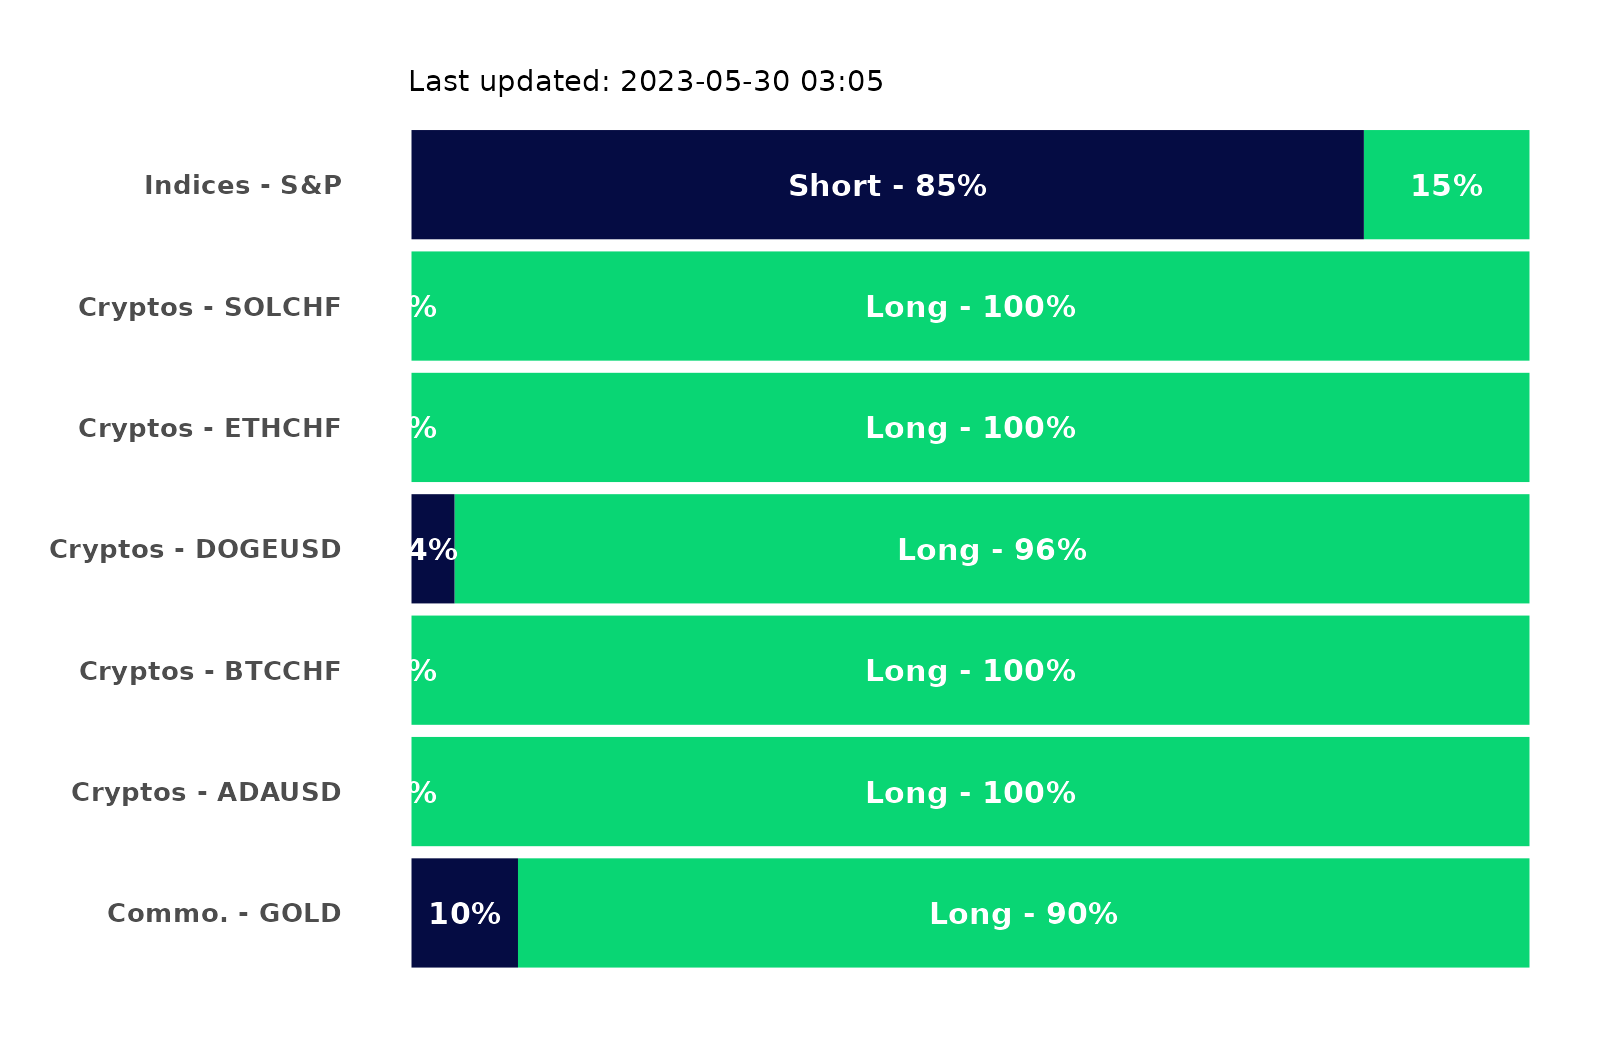 Last updated: 2023-05-30 03:05
Indices - S&P Short - 85% 15%
Cryptos - SOLCHF % Long - 100%
Cryptos - ETHCHF % Long - 100%
Cryptos - DOGEUSD 4% Long - 96%
Cryptos - BTCCHF % Long - 100%
Cryptos - ADAUSD % Long - 100%
Commo. - GOLD 10% Long - 90%